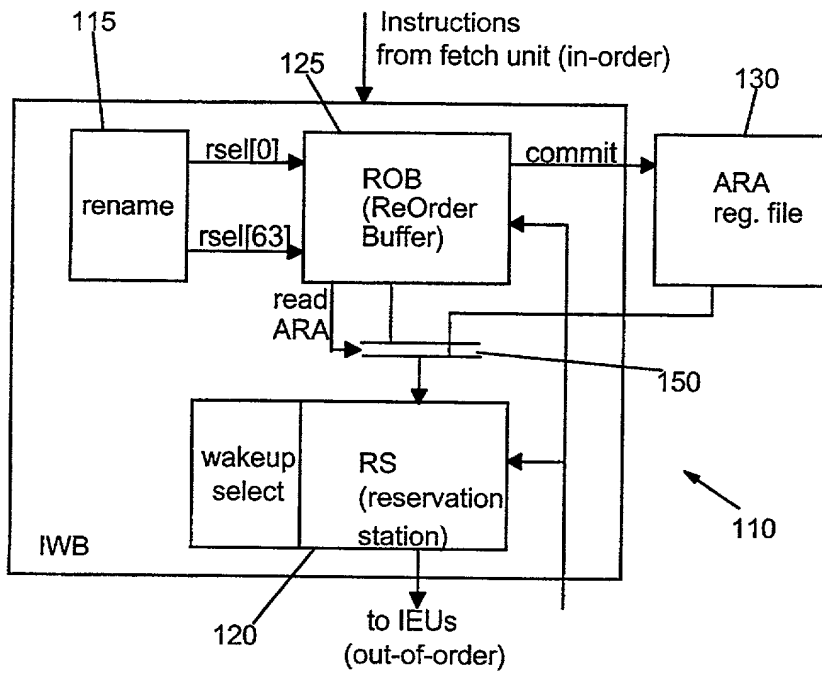 115
Instructions
from fetch unit (in-order)
125
130
rename
rsel[0]
rsel[63]
ROB
(ReOrder
Buffer)
commit
ARA
reg. file
read
ARA
150
wakeup
select
RS
(reservation
station)
110
IWB
120
to IEUs
(out-of-order)